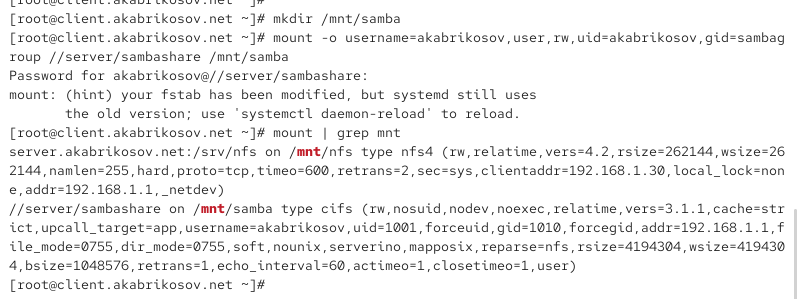 [root@client.akabrikosov.net ~]#
[root@client.akabrikosov.net ~]# mkdir /mnt/samba
[root@client.akabrikosov.net ~]# mount -o username=akabrikosov,user,rw,uid=akabrikosov,gid=sambag
roup //server/sambashare /mnt/samba
Password for akabrikosov@//server/sambashare:
mount: (hint) your fstab has been modified, but systemd still uses
       the old version; use `systemctl daemon-reload' to reload.
[root@client.akabrikosov.net ~]# mount | grep mnt
server.akabrikosov.net:/srv/nfs on /mnt/nfs type nfs4 (rw,relatime,vers=4.2,rsize=262144,wsize=26
2144,namlen=255,hard,proto=tcp,timeo=600,retrans=2,sec=sys,clientaddr=192.168.1.30,local_lock=non
e,addr=192.168.1.1,_netdev)
//server/sambashare on /mnt/samba type cifs (rw,nosuid,nodev,noexec,relatime,vers=3.1.1,cache=str
ict,upcall_target=app,username=akabrikosov,uid=1001,forceuid,gid=1010,forcegid,addr=192.168.1.1,f
ile_mode=0755,dir_mode=0755,soft,nounix,serverino,mapposix,reparse=nfs,rsize=4194304,wsize=419430
4,bsize=1048576,retrans=1,echo_interval=60,actimeo=1,closetimeo=1,user)
[root@client.akabrikosov.net ~]#